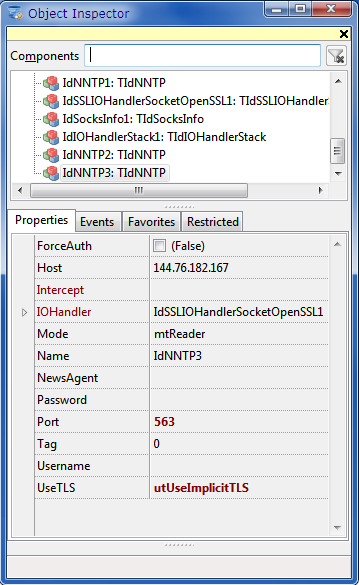 Object Inspector
Components
IdNNTP1: TIdNNTP
IdSSLIOHandlerSocketOpenSSL1: TIdSSLIOHandler
IdSocksInfo1: TIdSocksInfo
IdIOHandlerStack1: TIdIOHandlerStack
IdNNTP2: TIdNNTP
IdNNTP3: TIdNNTP
Properties Events Favorites Restricted
ForceAuth (False)
Host 144.76.182.167
Intercept
IOHandler IdSSLIOHandlerSocketOpenSSL1
Mode mtReader
Name IdNNTP3
NewsAgent
Password
Port 563
Tag 0
Username
UseTLS utUseImplicitTLS